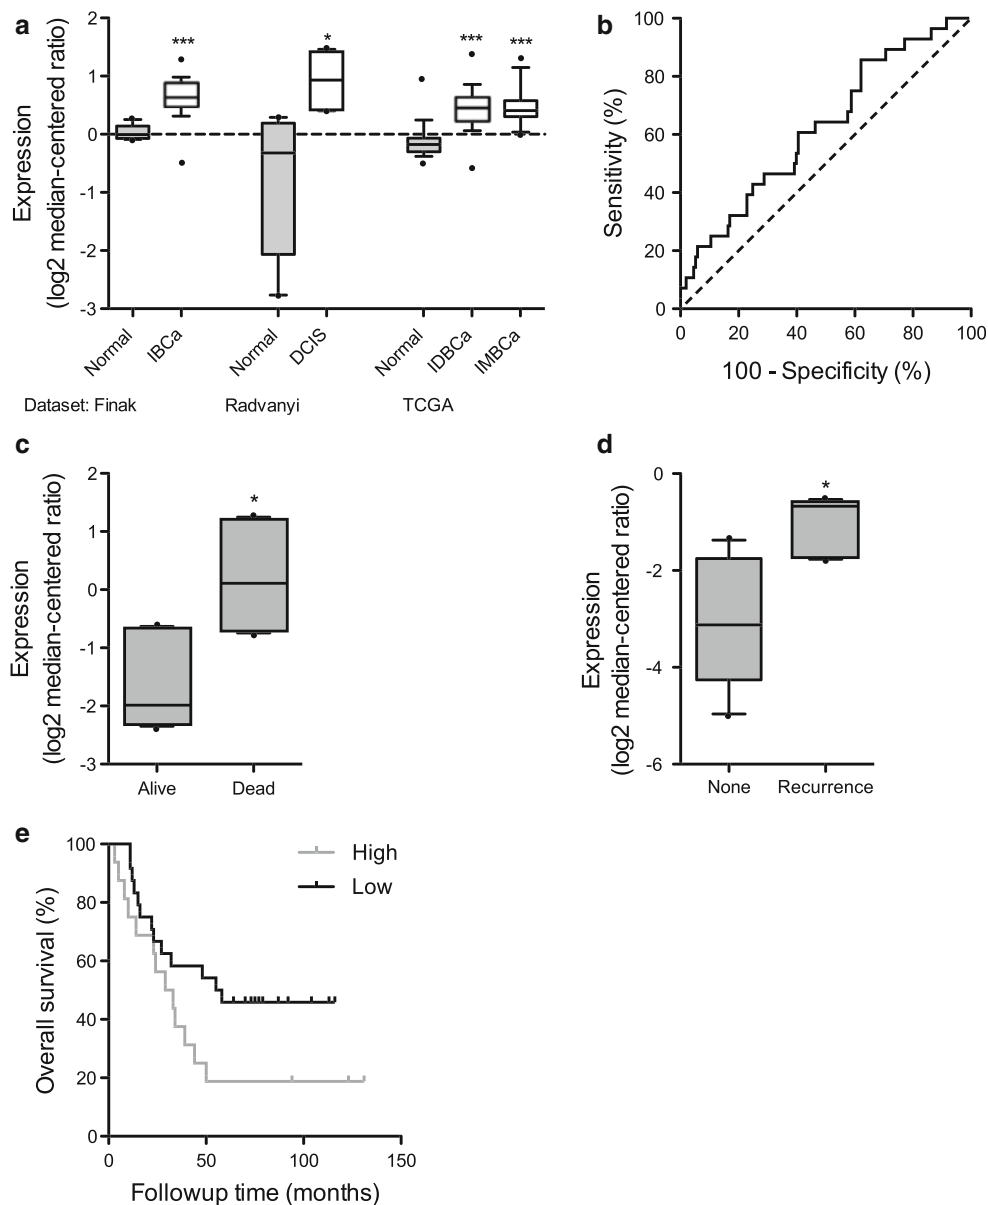 a
Expression
(log2 median-centered ratio)
2
1
0
-1
-2
-3
***
*
***
***
Normal
IBCa
Normal
DCIS
Normal
IDBCa
IMBCa
Dataset: Finak
Radvanyi
TCGA
b
Sensitivity (%)
100
80
60
40
20
0
0
20
40
60
80
100
100 - Specificity (%)
c
Expression
(log2 median-centered ratio)
2
1
0
-1
-2
-3
*
Alive
Dead
d
Expression
(log2 median-centered ratio)
0
-2
-4
-6
*
None
Recurrence
e
Overall survival (%)
100
80
60
40
20
0
High
Low
0
50
100
150
Followup time (months)